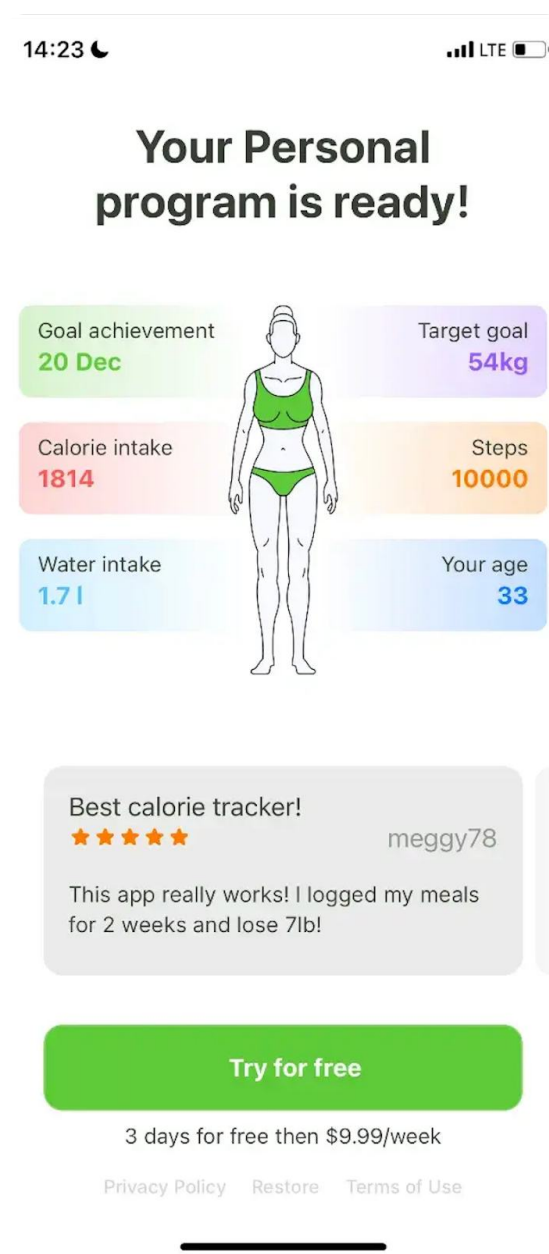 14:23
LTE
Your Personal
program is ready!
Goal achievement
20 Dec
Target goal
54kg
Calorie intake
1814
Steps
10000
Water intake
1.7 l
Your age
33
Best calorie tracker!
meggy78
This app really works! I logged my meals
for 2 weeks and lose 7lb!
Try for free
3 days for free then $9.99/week
Privacy Policy Restore Terms of Use